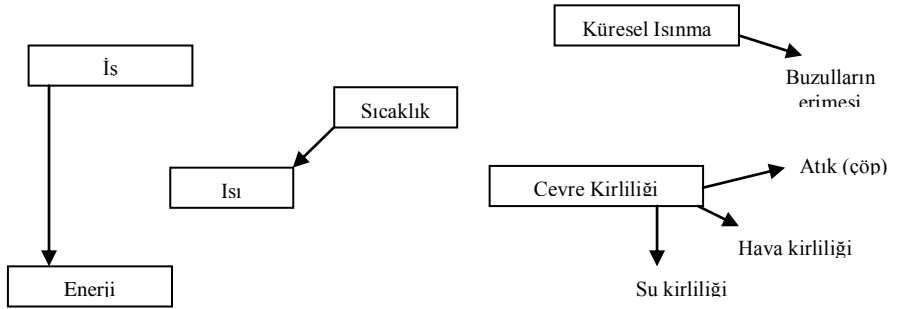 Küresel Isınma
İs
Buzulların
erimesi
Sıcaklık
Atık (çöp)
Isı
Cevre Kirliliği
Hava kirliliği
Enerji
Su kirliliği